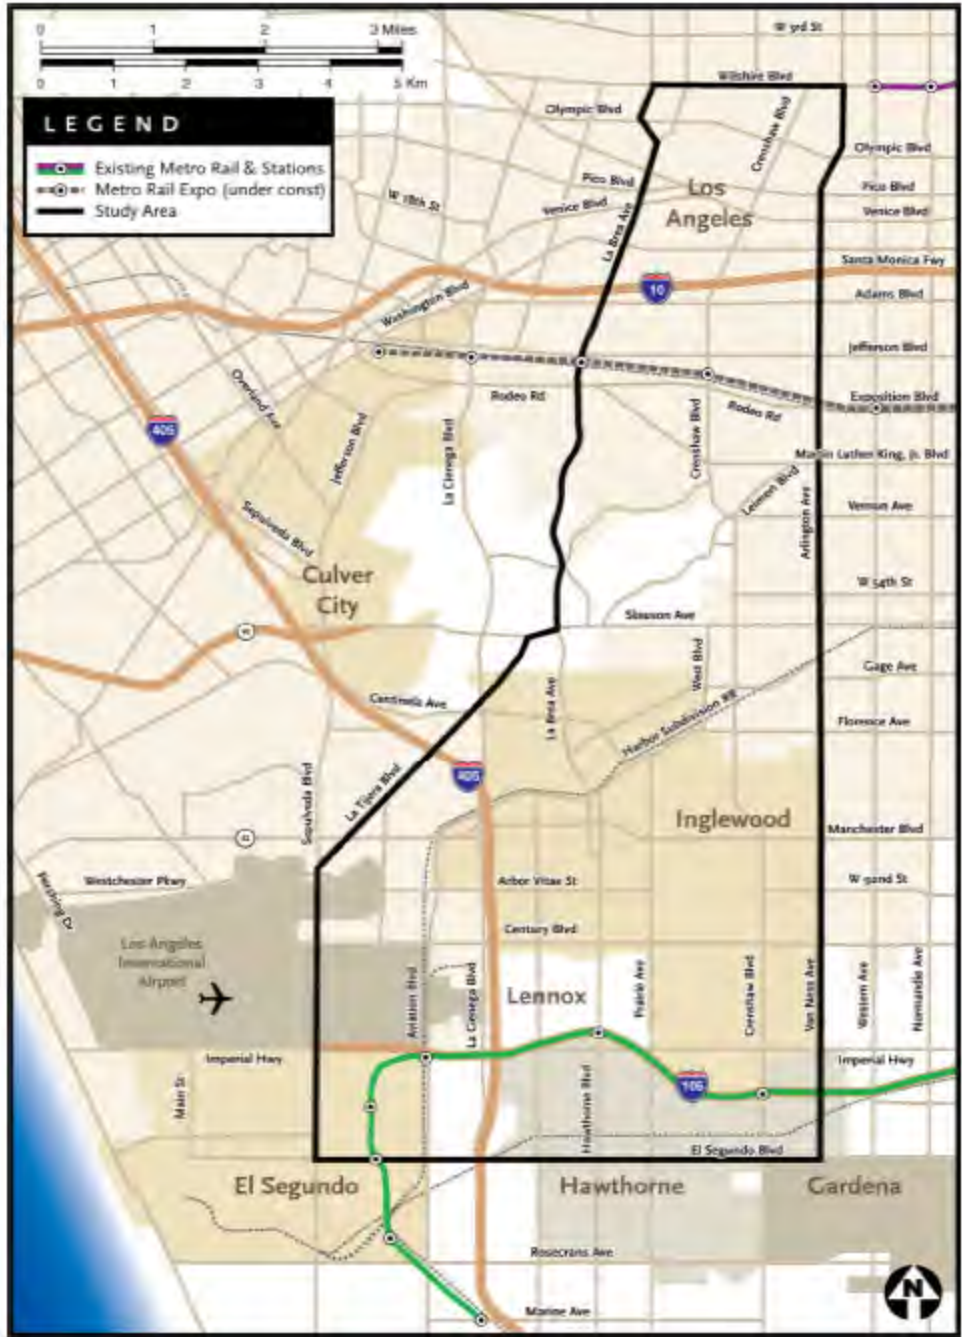 0 1 2 3 Miles
0 1 2 3 4 5 Km
LEGEND
Existing Metro Rail & Stations
Metro Rail Expo (under const)
Study Area
W 3rd St
Wilshire Blvd
Olympic Blvd
Crenshaw Blvd
Olympic Blvd
Pico Blvd
Los
Angeles
Pico Blvd
W 18th St
Venice Blvd
Venice Blvd
La Brea Ave
Santa Monica Fwy
10
Washington Blvd
Adams Blvd
Jefferson Blvd
Overland Ave
Rodeo Rd
Rodeo Rd
Exposition Blvd
405
Jefferson Blvd
La Cienega Blvd
Crenshaw Blvd
Martin Luther King, Jr. Blvd
Leimert Blvd
Vernon Ave
Sepulveda Blvd
Arlington Ave
Culver
City
W 54th St
Slauson Ave
90
West Blvd
Gage Ave
Centinela Ave
La Brea Ave
Harbor Subdivision RR
Florence Ave
405
Sepulveda Blvd
La Tijera Blvd
Inglewood
Manchester Blvd
42
Pershing Dr
Westchester Pkwy
Arbor Vitae St
W 92nd St
Los Angeles
International
Airport
Century Blvd
Aviation Blvd
La Cienega Blvd
Lennox
Prairie Ave
Crenshaw Blvd
Van Ness Ave
Western Ave
Normandie Ave
Imperial Hwy
Imperial Hwy
Main St
Hawthorne Blvd
105
El Segundo Blvd
El Segundo
Hawthorne
Gardena
Rosecrans Ave
Marine Ave
N